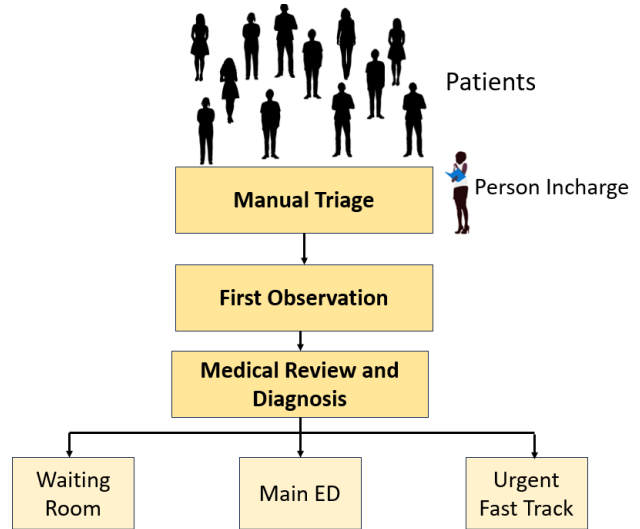 Patients
Person Incharge
Manual Triage
First Observation
Medical Review and
Diagnosis
Waiting
Room
Main ED
Urgent
Fast Track